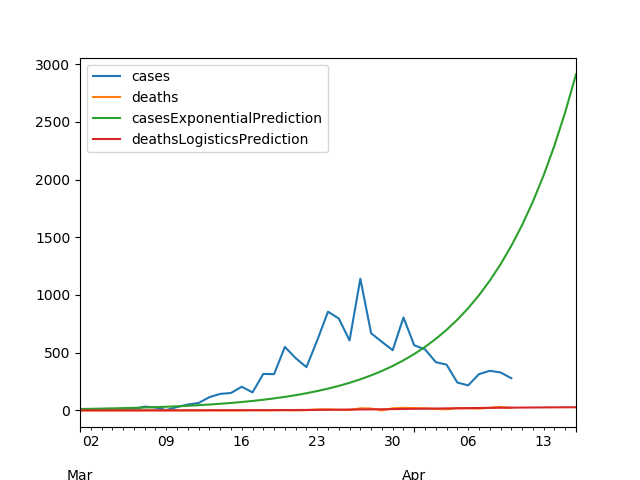 3000
2500
2000
1500
1000
500
0
cases
deaths
casesExponentialPrediction
deathsLogisticsPrediction
02 09 16 23 30 06 13
Mar Apr